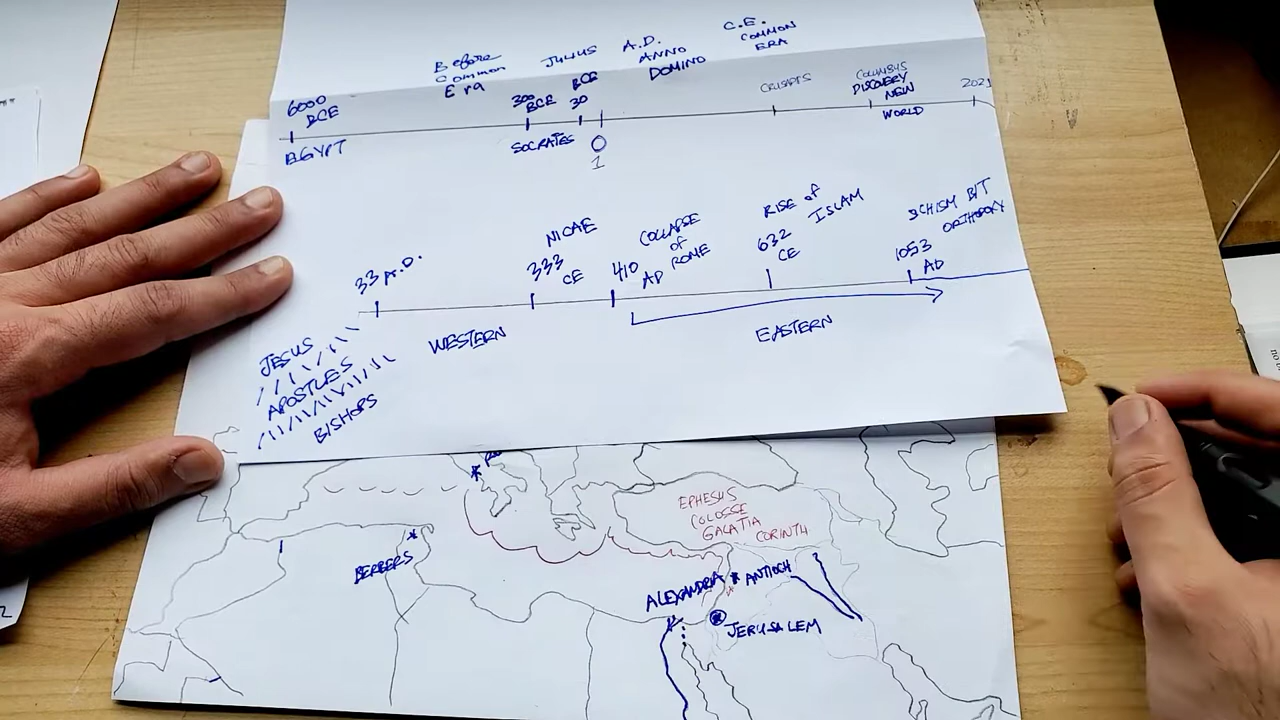 6000
BCE
EGYPT
Before
Common
Era
300
BCE
SOCRATES
JULIUS
BCE
30
0
1
A.D.
ANNO
DOMINO
C.E.
COMMON
ERA
CRUSADES
COLUMBUS
DISCOVERY
NEW
WORLD
2021
33 A.D.
NICAE
333
CE
COLLAPSE
of
ROME
410
AD
RISE of
ISLAM
632
CE
SCHISM BIT
ORTHODOXY
1053
AD
WESTERN
EASTERN
JESUS
APOSTLES
BISHOPS
EPHESUS
COLOSSE
GALATIA
CORINTH
BERBERS
ALEXANDRIA
ANTIOCH
JERUSALEM